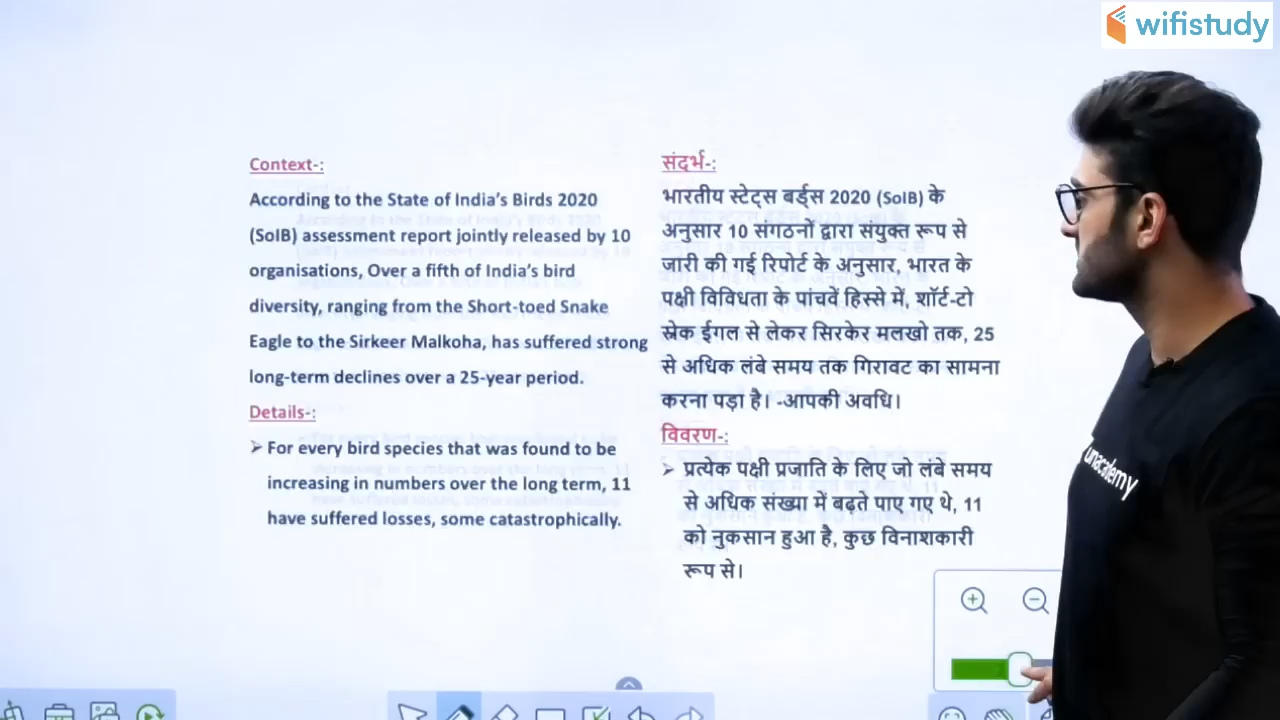 wifistudy
Context-:
According to the State of India's Birds 2020
(SoIB) assessment report jointly released by 10
organisations, Over a fifth of India's bird
diversity, ranging from the Short-toed Snake
Eagle to the Sirkeer Malkoha, has suffered strong
long-term declines over a 25-year period.
Details-:
➢ For every bird species that was found to be
increasing in numbers over the long term, 11
have suffered losses, some catastrophically.
संदर्भ-:
भारतीय स्टेट्स बर्ड्स 2020 (SoIB) के
अनुसार 10 संगठनों द्वारा संयुक्त रूप से
जारी की गई रिपोर्ट के अनुसार, भारत के
पक्षी विविधता के पांचवें हिस्से में, शॉर्ट-टो
स्नेक ईगल से लेकर सिरकेर मलखो तक, 25
से अधिक लंबे समय तक गिरावट का सामना
करना पड़ा है। -आपकी अवधि।
विवरण-:
➢ प्रत्येक पक्षी प्रजाति के लिए जो लंबे समय
से अधिक संख्या में बढ़ते पाए गए थे, 11
को नुकसान हुआ है, कुछ विनाशकारी
रूप से।
unacademy